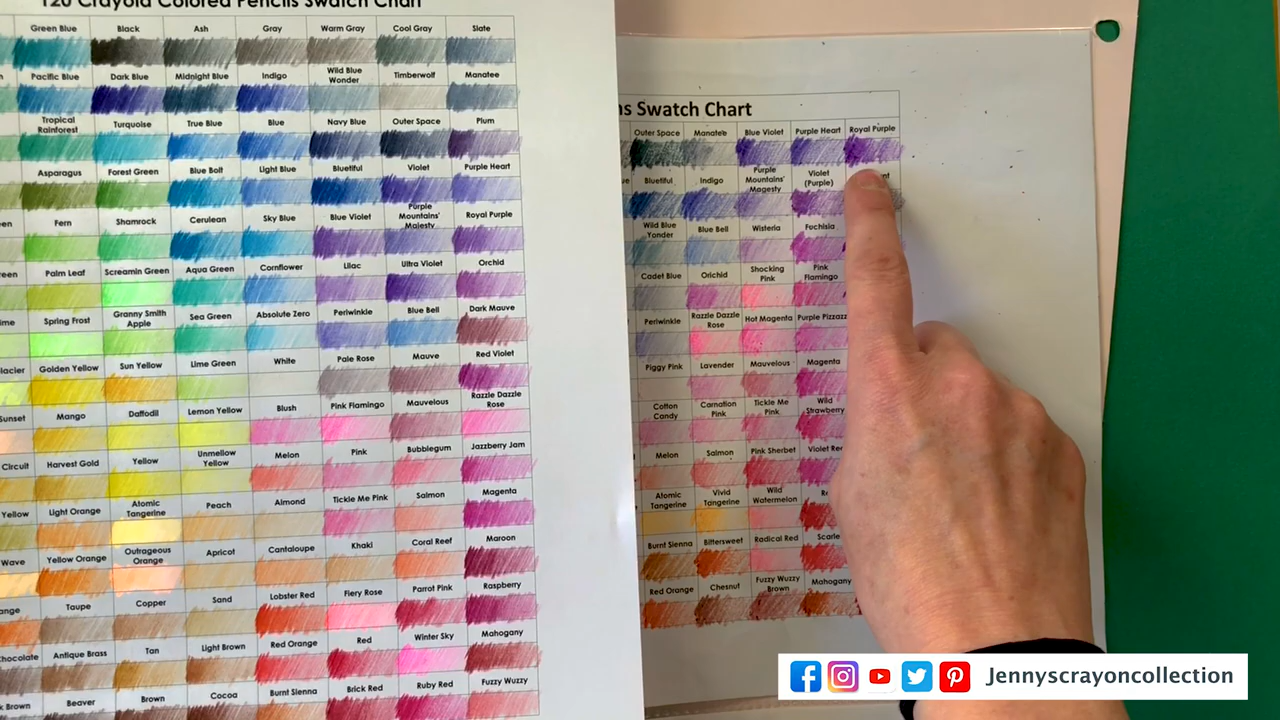 120 Crayola Colored Pencils Swatch Chart
Green Blue Black Ash Gray Warm Gray Cool Gray Slate
Pacific Blue Dark Blue Midnight Blue Indigo Wild Blue Wonder Timberwolf Manatee
Tropical Rainforest Turquoise True Blue Blue Navy Blue Outer Space Plum
Asparagus Forest Green Blue Bolt Light Blue Bluetiful Violet Purple Heart
Fern Shamrock Cerulean Sky Blue Blue Violet Purple Mountains' Majesty Royal Purple
Palm Leaf Screamin Green Aqua Green Cornflower Lilac Ultra Violet Orchid
Spring Frost Granny Smith Apple Sea Green Absolute Zero Periwinkle Blue Bell Dark Mauve
Golden Yellow Sun Yellow Lime Green White Pale Rose Mauve Red Violet
Sunset Mango Daffodil Lemon Yellow Blush Pink Flamingo Mauvelous Razzle Dazzle Rose
Circuit Harvest Gold Yellow Unmellow Yellow Melon Pink Bubblegum Jazzberry Jam
Yellow Light Orange Atomic Tangerine Peach Almond Tickle Me Pink Salmon Magenta
Wave Yellow Orange Outrageous Orange Apricot Cantaloupe Khaki Coral Reef Maroon
Taupe Copper Sand Lobster Red Fiery Rose Parrot Pink Raspberry
Chocolate Antique Brass Tan Light Brown Red Orange Red Winter Sky Mahogany
Brown Beaver Brown Cocoa Burnt Sienna Brick Red Ruby Red Fuzzy Wuzzy
Swatch Chart
Outer Space Manatee Blue Violet Purple Heart Royal Purple
Bluetiful Indigo Purple Mountains' Magesty Violet (Purple)
Wild Blue Yonder Blue Bell Wisteria Fuchisia
Cadet Blue Orichid Shocking Pink Pink Flamingo
Periwinkle Razzle Dazzle Rose Hot Magenta Purple Pizzazz
Piggy Pink Lavender Mauvelous Magenta
Cotton Candy Carnation Pink Tickle Me Pink Wild Strawberry
Melon Salmon Pink Sherbet Violet Red
Atomic Tangerine Vivid Tangerine Wild Watermelon
Burnt Sienna Bittersweet Radical Red Scarle
Red Orange Chesnut Fuzzy Wuzzy Brown Mahogany
Jennyscrayoncollection